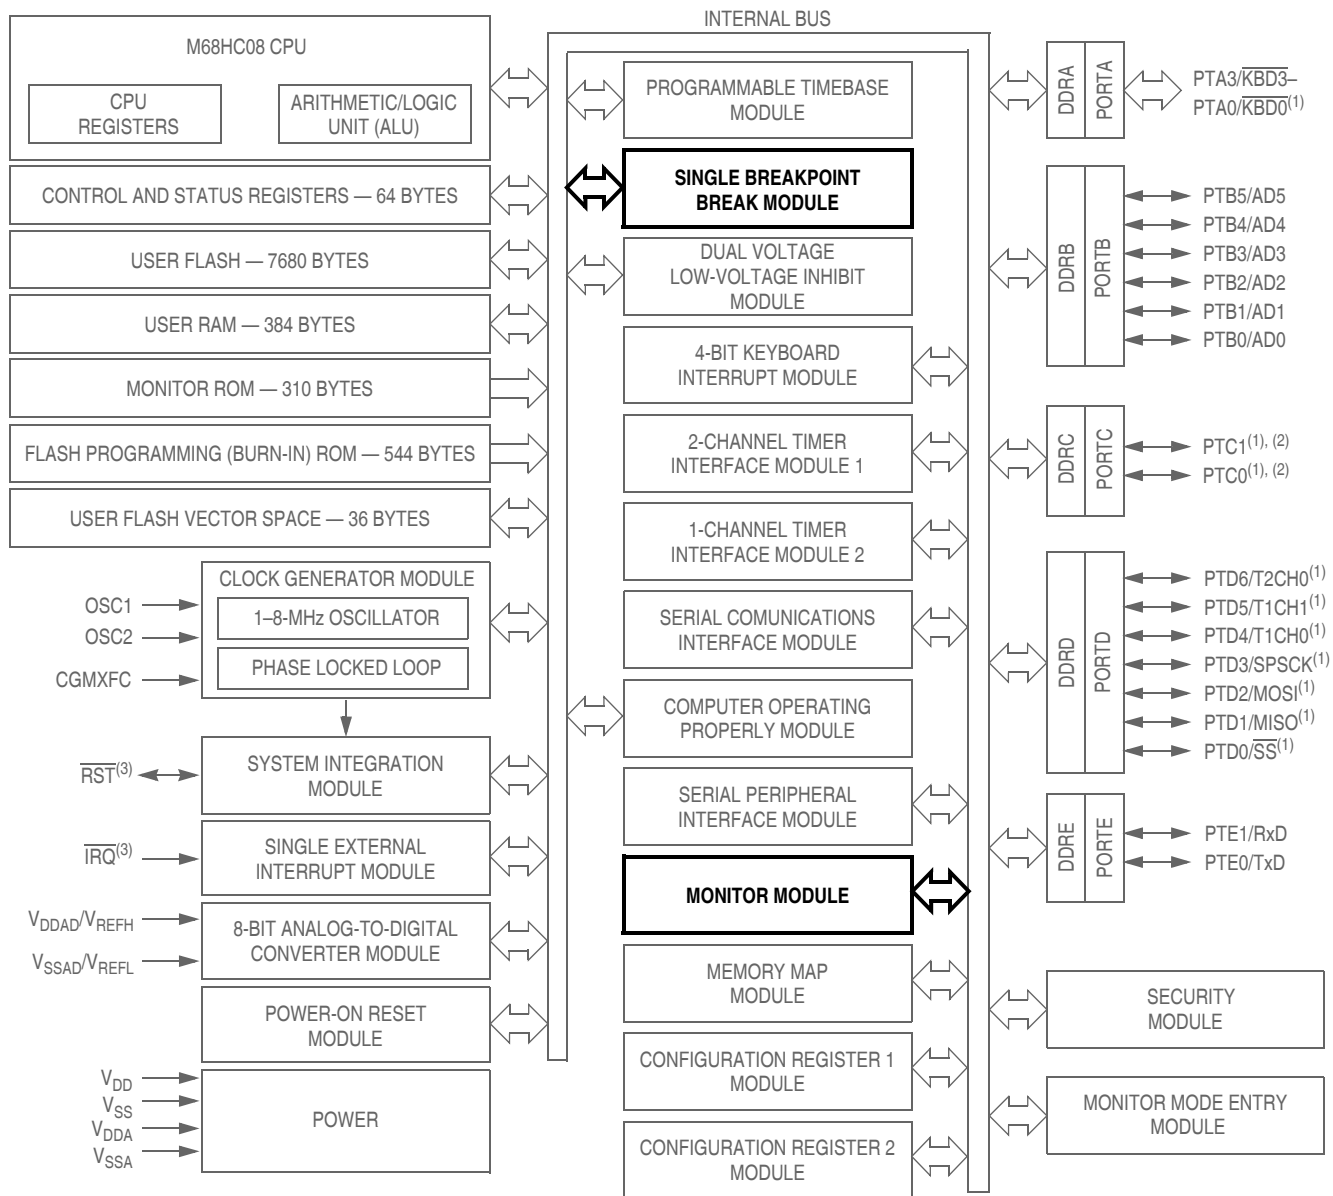 INTERNAL BUS
M68HC08 CPU
CPU
REGISTERS
ARITHMETIC/LOGIC
UNIT (ALU)
CONTROL AND STATUS REGISTERS — 64 BYTES
USER FLASH — 7680 BYTES
USER RAM — 384 BYTES
MONITOR ROM — 310 BYTES
FLASH PROGRAMMING (BURN-IN) ROM — 544 BYTES
USER FLASH VECTOR SPACE — 36 BYTES
CLOCK GENERATOR MODULE
1–8-MHz OSCILLATOR
PHASE LOCKED LOOP
OSC1
OSC2
CGMXFC
SYSTEM INTEGRATION
MODULE
RST(3)
SINGLE EXTERNAL
INTERRUPT MODULE
IRQ(3)
8-BIT ANALOG-TO-DIGITAL
CONVERTER MODULE
VDDAD/VREFH
VSSAD/VREFL
POWER-ON RESET
MODULE
VDD
VSS
VDDA
VSSA
POWER
PROGRAMMABLE TIMEBASE
MODULE
SINGLE BREAKPOINT
BREAK MODULE
DUAL VOLTAGE
LOW-VOLTAGE INHIBIT
MODULE
4-BIT KEYBOARD
INTERRUPT MODULE
2-CHANNEL TIMER
INTERFACE MODULE 1
1-CHANNEL TIMER
INTERFACE MODULE 2
SERIAL COMUNICATIONS
INTERFACE MODULE
COMPUTER OPERATING
PROPERLY MODULE
SERIAL PERIPHERAL
INTERFACE MODULE
MONITOR MODULE
MEMORY MAP
MODULE
CONFIGURATION REGISTER 1
MODULE
CONFIGURATION REGISTER 2
MODULE
DDRA
PORTA
PTA3/KBD3–
PTA0/KBD0(1)
DDRB
PORTB
PTB5/AD5
PTB4/AD4
PTB3/AD3
PTB2/AD2
PTB1/AD1
PTB0/AD0
DDRC
PORTC
PTC1(1), (2)
PTC0(1), (2)
DDRD
PORTD
PTD6/T2CH0(1)
PTD5/T1CH1(1)
PTD4/T1CH0(1)
PTD3/SPSCK(1)
PTD2/MOSI(1)
PTD1/MISO(1)
PTD0/SS(1)
DDRE
PORTE
PTE1/RxD
PTE0/TxD
SECURITY
MODULE
MONITOR MODE ENTRY
MODULE